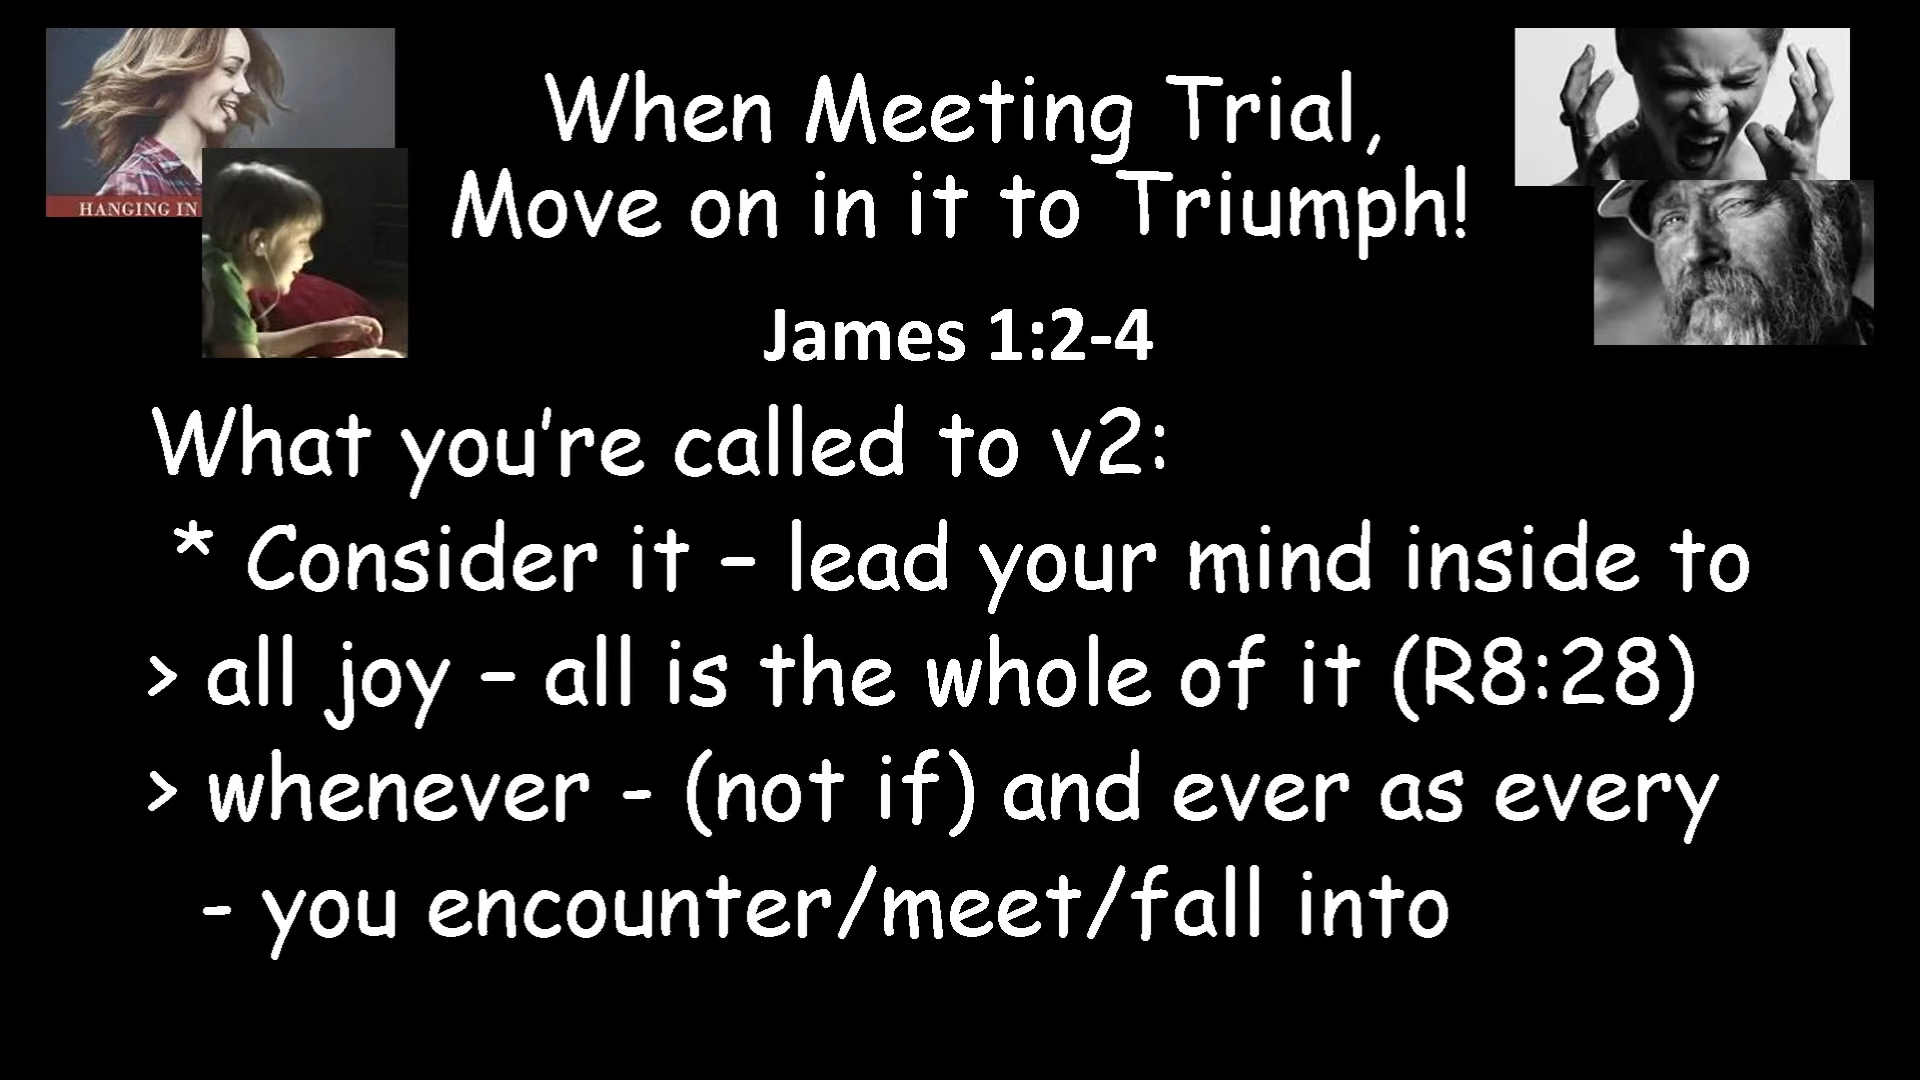 HANGING IN
When Meeting Trial,
Move on in it to Triumph!
James 1:2-4
What you're called to v2:
* Consider it – lead your mind inside to
> all joy – all is the whole of it (R8:28)
> whenever - (not if) and ever as every
- you encounter/meet/fall into